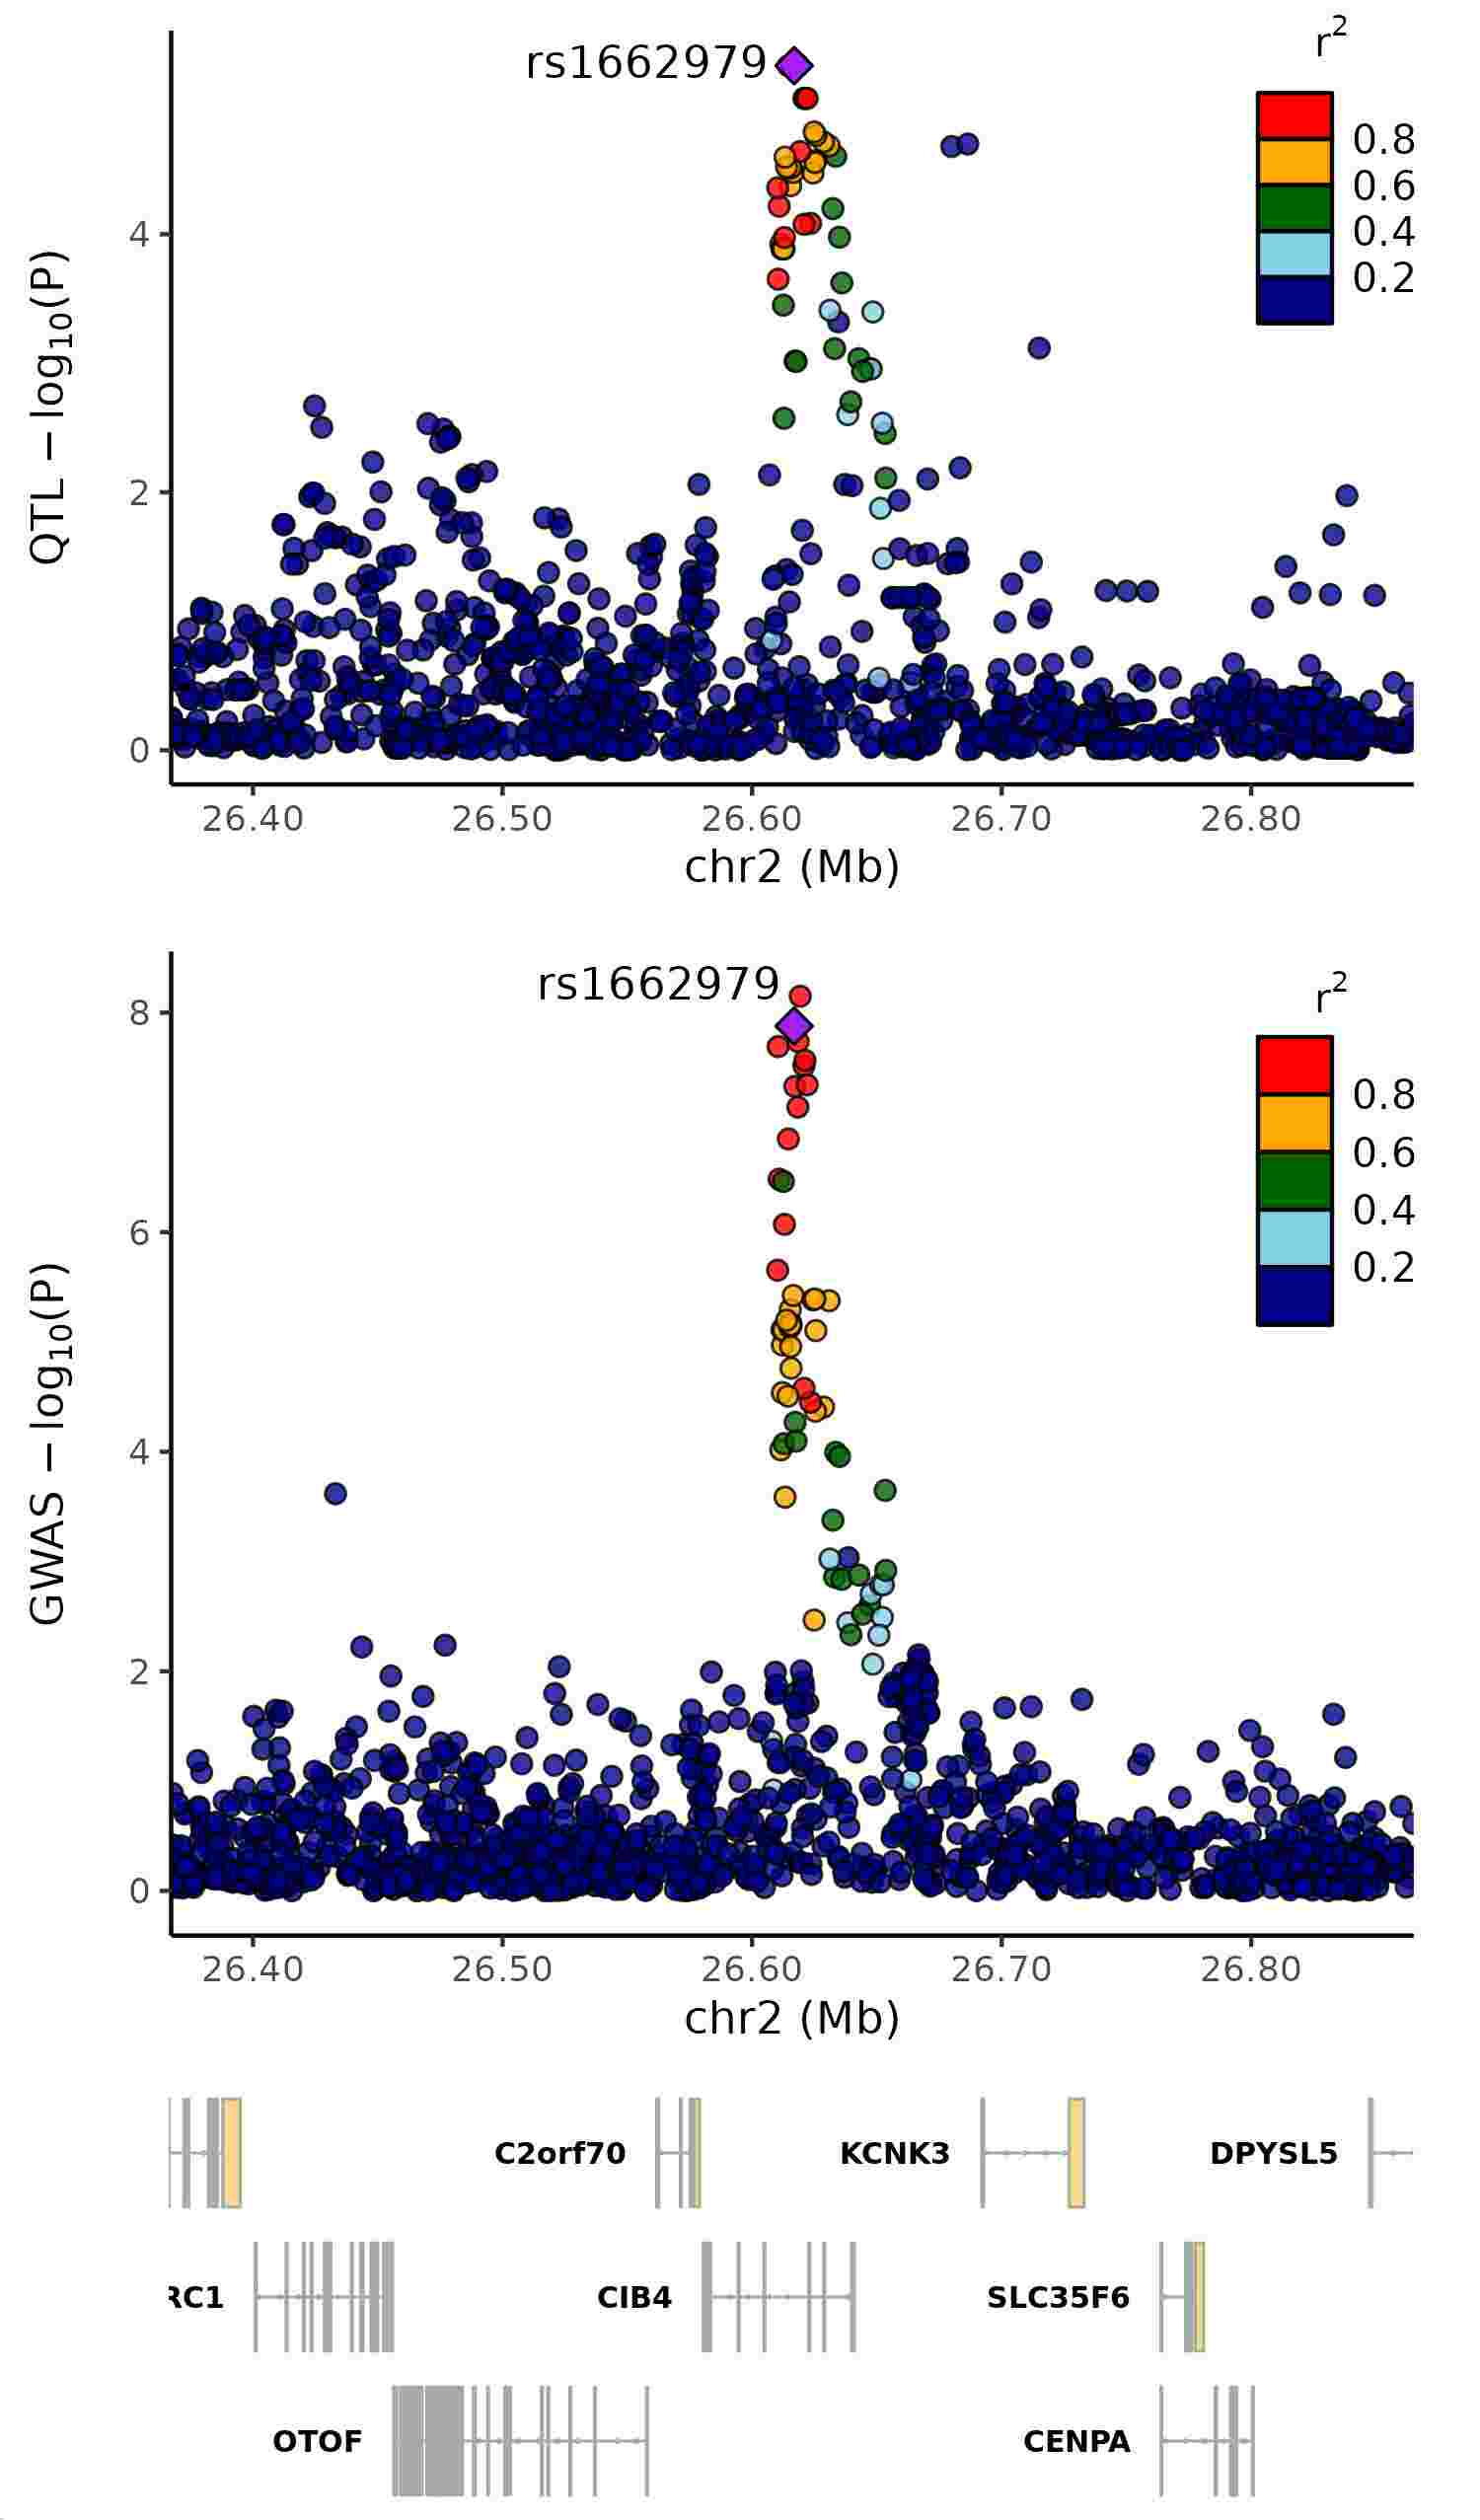 r²
rs1662979
0.8
0.6
0.4
0.2
QTL − log₁₀(P)
4
2
0
26.40 26.50 26.60 26.70 26.80
chr2 (Mb)
r²
rs1662979
0.8
0.6
0.4
0.2
GWAS − log₁₀(P)
8
6
4
2
0
26.40 26.50 26.60 26.70 26.80
chr2 (Mb)
C2orf70 KCNK3 DPYSL5
RC1 CIB4 SLC35F6
OTOF CENPA